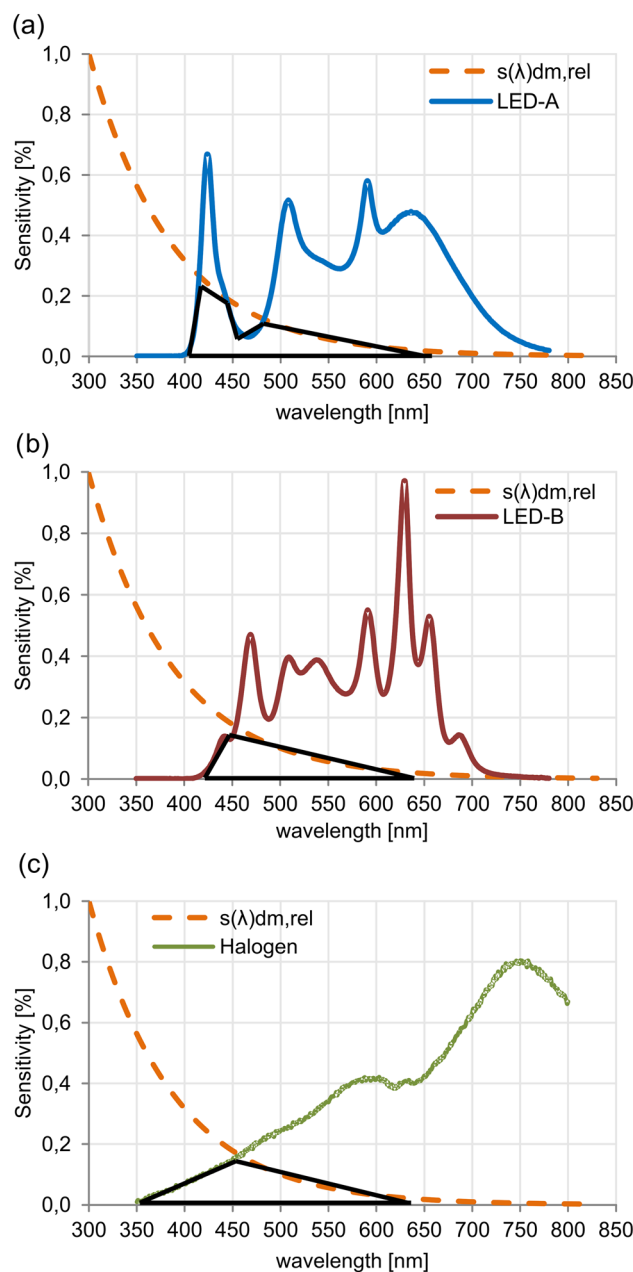 (a)
s(λ)dm,rel
LED-A
Sensitivity [%]
1,0
0,8
0,6
0,4
0,2
0,0
300 350 400 450 500 550 600 650 700 750 800 850
wavelength [nm]
(b)
s(λ)dm,rel
LED-B
Sensitivity [%]
1,0
0,8
0,6
0,4
0,2
0,0
300 350 400 450 500 550 600 650 700 750 800 850
wavelength [nm]
(c)
s(λ)dm,rel
Halogen
Sensitivity [%]
1,0
0,8
0,6
0,4
0,2
0,0
300 350 400 450 500 550 600 650 700 750 800 850
wavelength [nm]